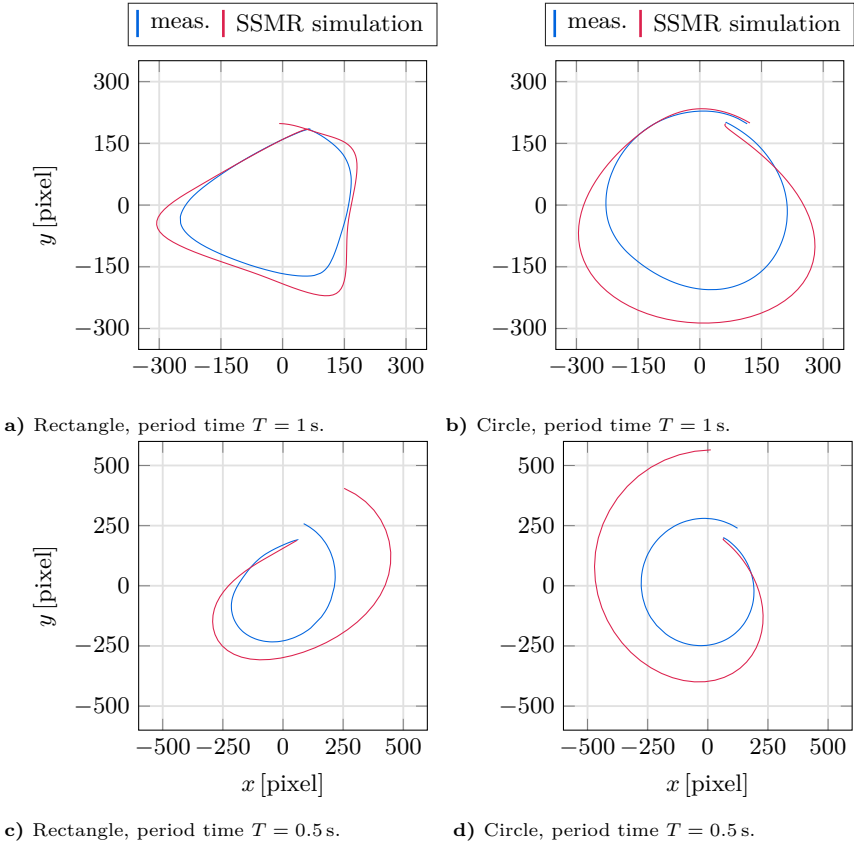 meas. SSMR simulation
meas. SSMR simulation
300
150
0
−150
−300
y [pixel]
−300 −150 0 150 300
300
150
0
−150
−300
−300 −150 0 150 300
a) Rectangle, period time T = 1 s.
b) Circle, period time T = 1 s.
500
250
0
−250
−500
y [pixel]
−500 −250 0 250 500
x [pixel]
500
250
0
−250
−500
−500 −250 0 250 500
x [pixel]
c) Rectangle, period time T = 0.5 s.
d) Circle, period time T = 0.5 s.